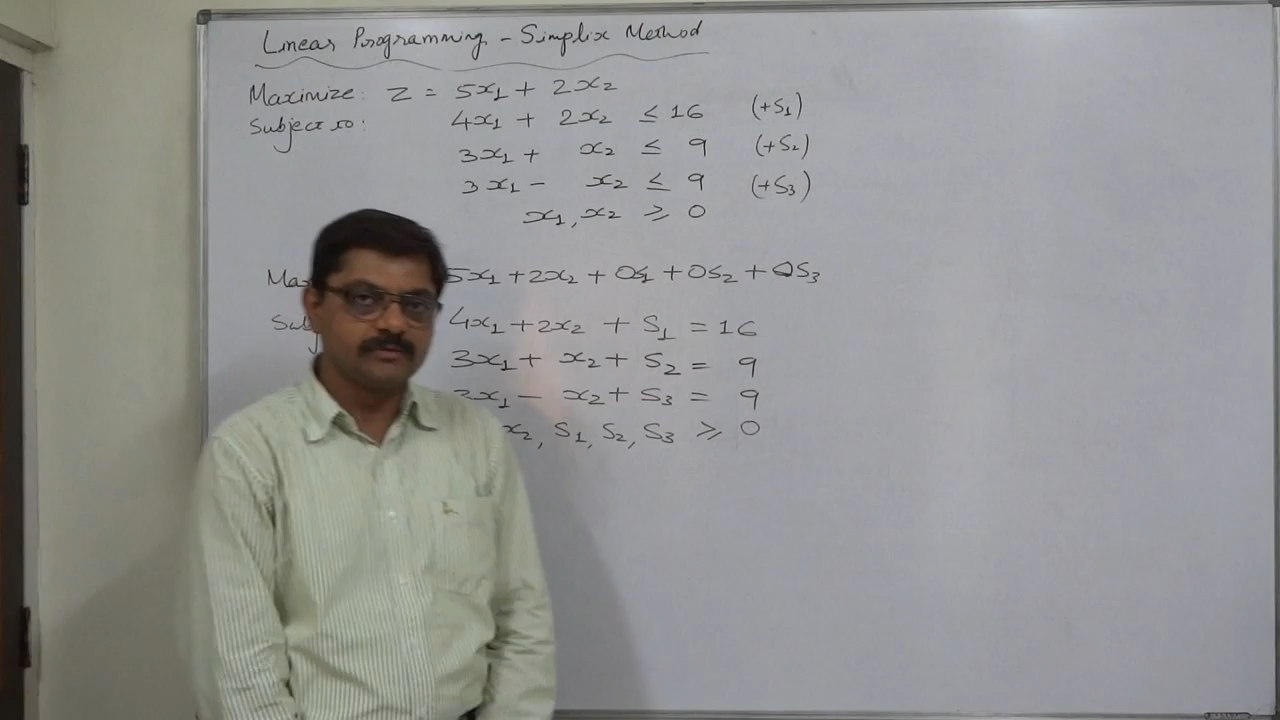 Linear Programming - Simplix Method
Maximize: Z = 5x₁ + 2x₂
Subject to: 4x₁ + 2x₂ ≤ 16 (+S₁)
3x₁ + x₂ ≤ 9 (+S₂)
3x₁ - x₂ ≤ 9 (+S₃)
x₁, x₂ ≥ 0
5x₁ + 2x₂ + 0S₁ + 0S₂ + 0S₃
4x₁ + 2x₂ + S₁ = 16
3x₁ + x₂ + S₂ = 9
3x₁ - x₂ + S₃ = 9
x₂, S₁, S₂, S₃ ≥ 0